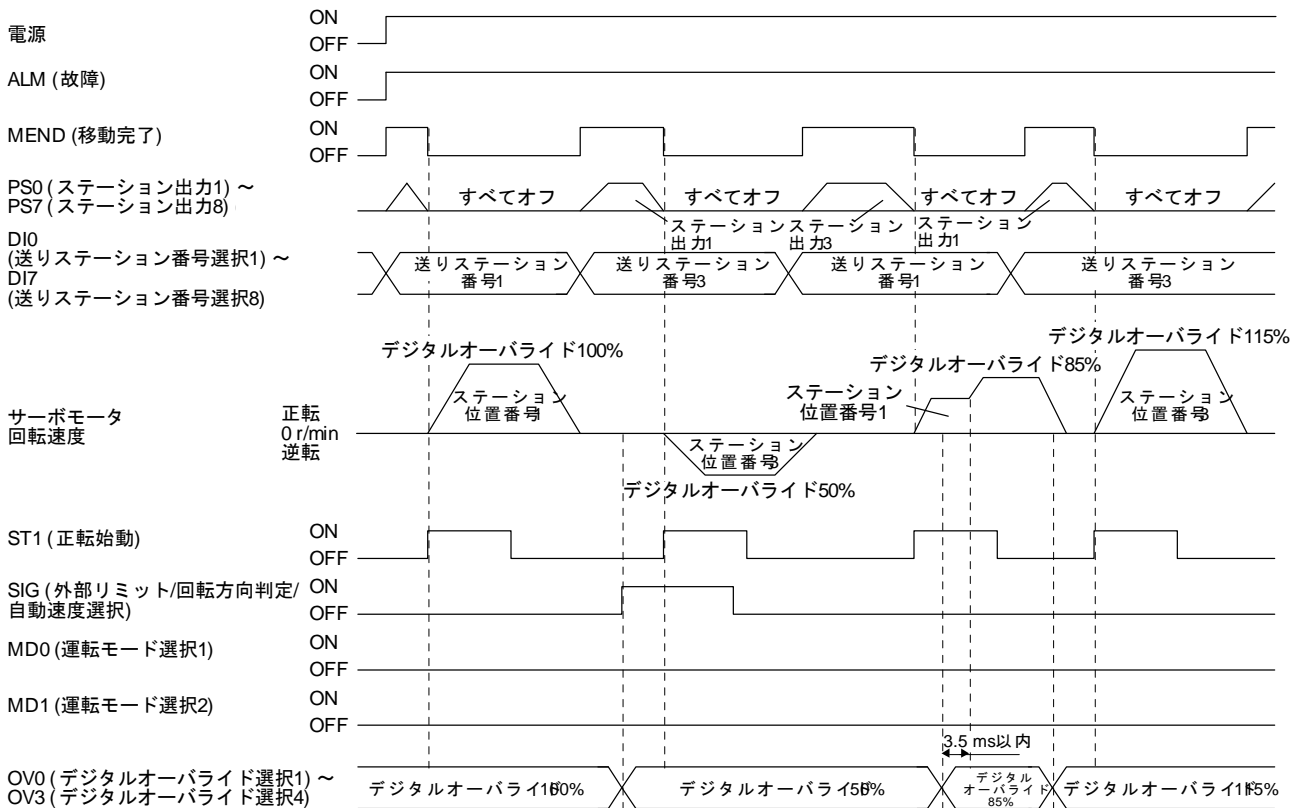 電源
ON
OFF
ALM (故障)
ON
OFF
MEND (移動完了)
ON
OFF
PS0 (ステーション出力1) ～
PS7 (ステーション出力8)
すべてオフ
すべてオフ
すべてオフ
すべてオフ
ステーション
出力1
ステーション
出力3
ステーション
出力1
DI0
(送りステーション番号選択1) ～
DI7
(送りステーション番号選択8)
送りステーション
番号1
送りステーション
番号3
送りステーション
番号1
送りステーション
番号3
デジタルオーバライド100%
デジタルオーバライド85%
デジタルオーバライド115%
サーボモータ
回転速度
正転
0 r/min
逆転
ステーション
位置番号1
ステーション
位置番号3
ステーション
位置番号1
ステーション
位置番号3
デジタルオーバライド50%
ST1 (正転始動)
ON
OFF
SIG (外部リミット/回転方向判定/
自動速度選択)
ON
OFF
MD0 (運転モード選択1)
ON
OFF
MD1 (運転モード選択2)
ON
OFF
3.5 ms以内
OV0 (デジタルオーバライド選択1) ～
OV3 (デジタルオーバライド選択4)
デジタルオーバライド100%
デジタルオーバライド50%
デジタル
オーバライド
85%
デジタルオーバライド115%